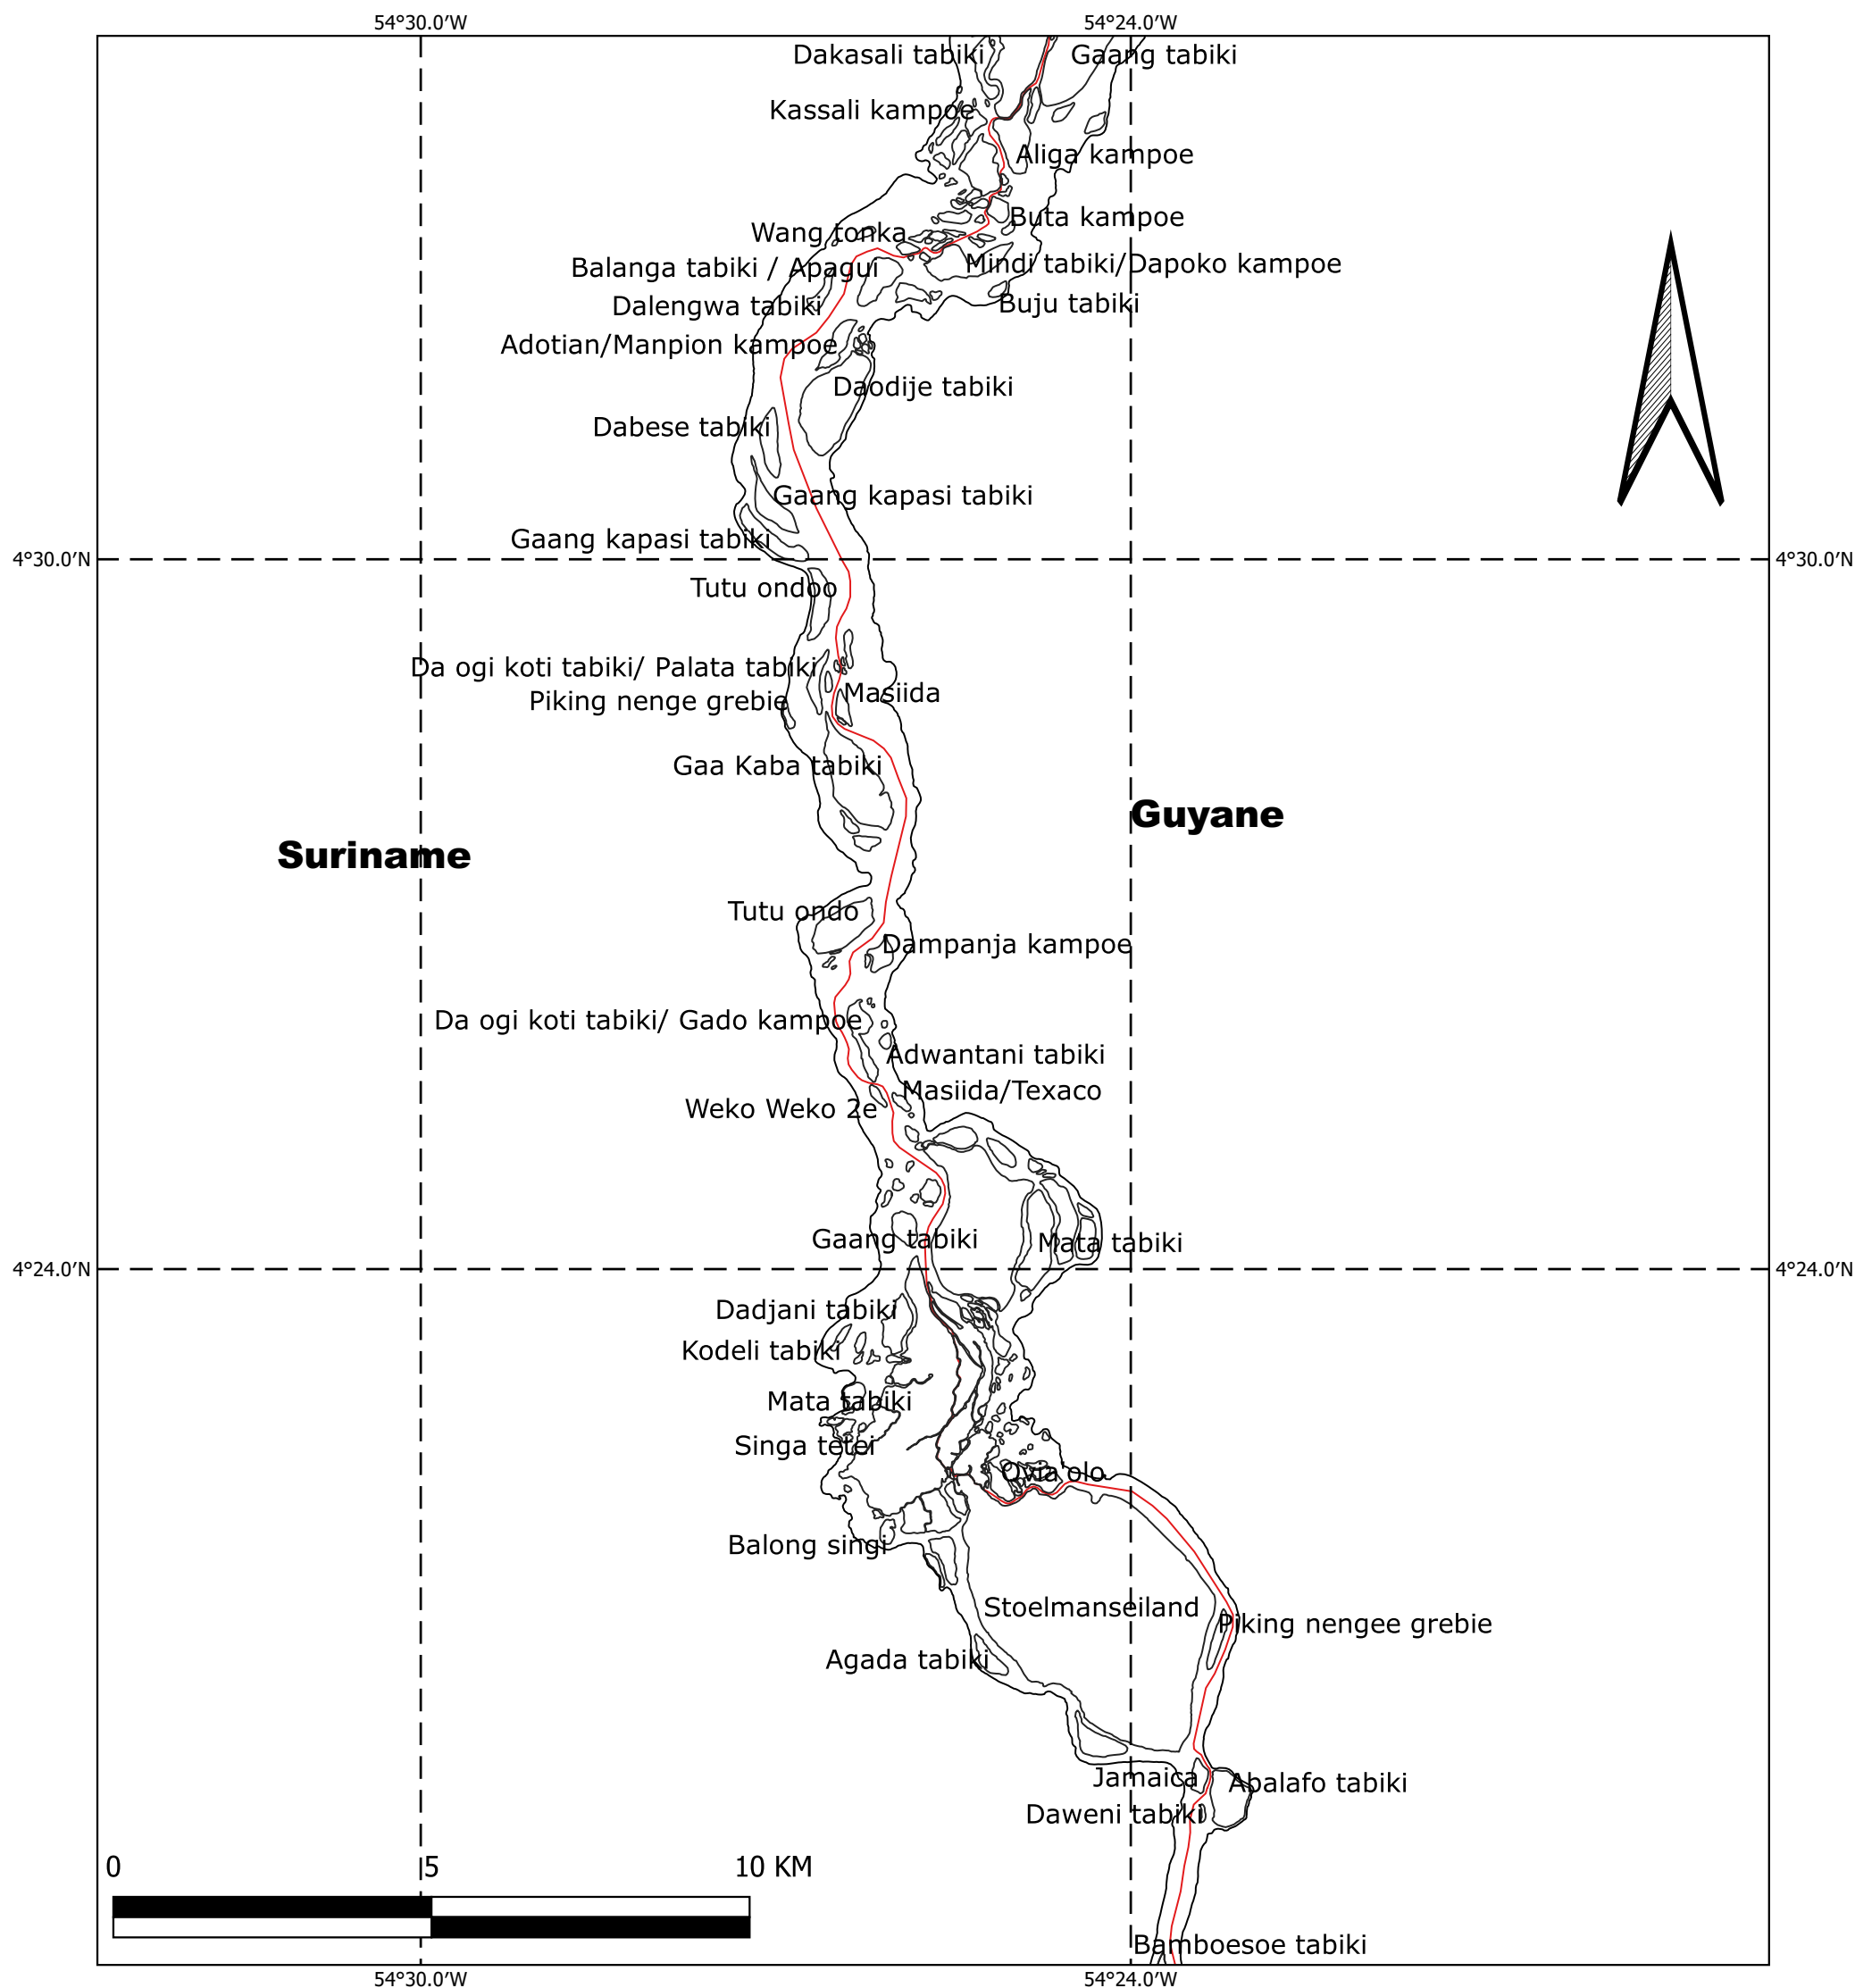 54°30.0′W
54°24.0′W
Dakasali tabiki
Gaang tabiki
Kassali kampoe
Aliga kampoe
Buta kampoe
Wang tonka
Mindi tabiki/Dapoko kampoe
Balanga tabiki / Apagui
Buju tabiki
Dalengwa tabiki
Adotian/Manpion kampoe
Daodije tabiki
Dabese tabiki
Gaang kapasi tabiki
Gaang kapasi tabiki
4°30.0′N
4°30.0′N
Tutu ondoo
Da ogi koti tabiki/ Palata tabiki
Masiida
Piking nenge grebie
Gaa Kaba tabiki
Guyane
Suriname
Tutu ondo
Dampanja kampoe
Da ogi koti tabiki/ Gado kampoe
Adwantani tabiki
Masiida/Texaco
Weko Weko 2e
Gaang tabiki
Mata tabiki
4°24.0′N
4°24.0′N
Dadjani tabiki
Kodeli tabiki
Mata tabiki
Singa tetei
Balong singi
Stoelmanseiland
Piking nengee grebie
Agada tabiki
Jamaica
Abalafo tabiki
Daweni tabiki
0 5 10 KM
Bamboesoe tabiki
54°30.0′W
54°24.0′W